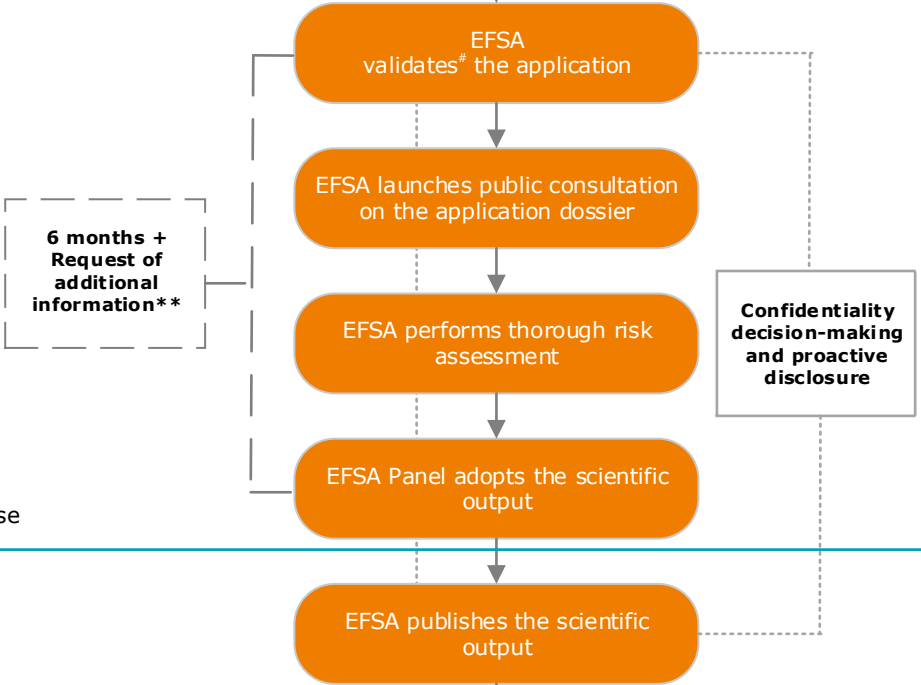 EFSA
validates# the application
EFSA launches public consultation
on the application dossier
6 months +
Request of
additional
information**
EFSA performs thorough risk
assessment
Confidentiality
decision-making
and proactive
disclosure
EFSA Panel adopts the scientific
output
se
EFSA publishes the scientific
output